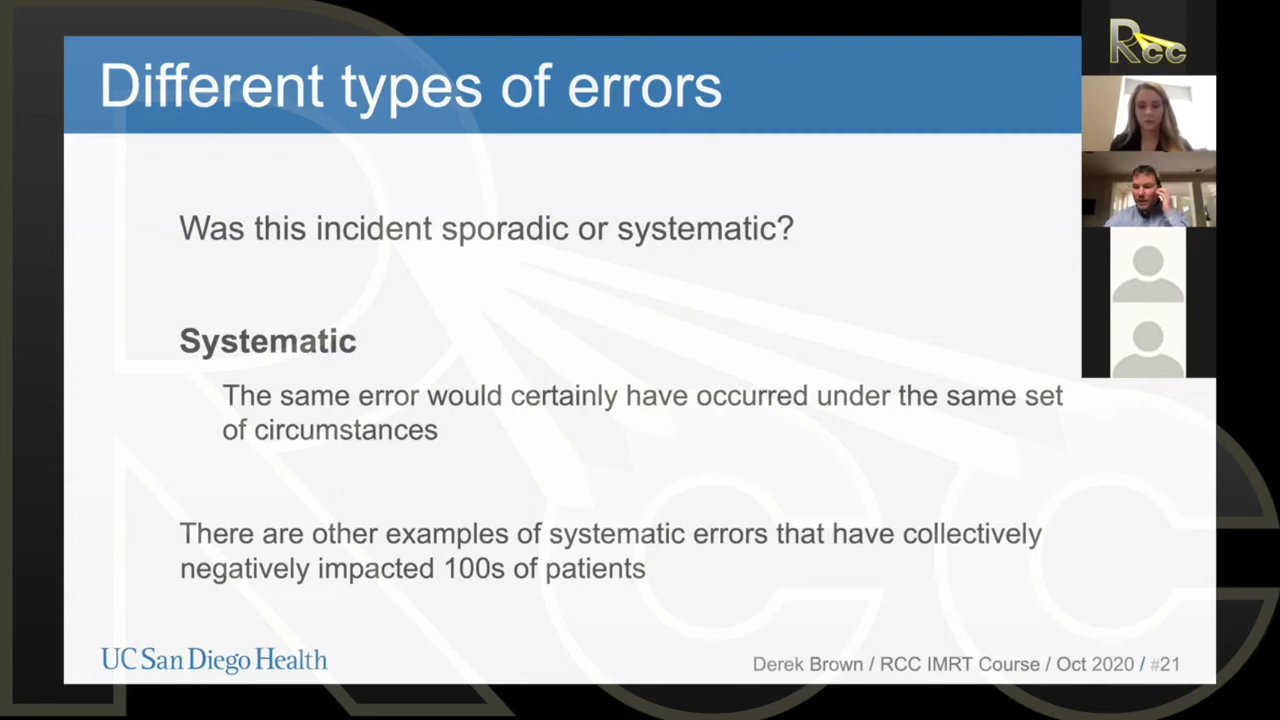 Different types of errors
Rcc
Was this incident sporadic or systematic?
Systematic
The same error would certainly have occurred under the same set
of circumstances
There are other examples of systematic errors that have collectively
negatively impacted 100s of patients
UC San Diego Health
Derek Brown / RCC IMRT Course / Oct 2020 / #21